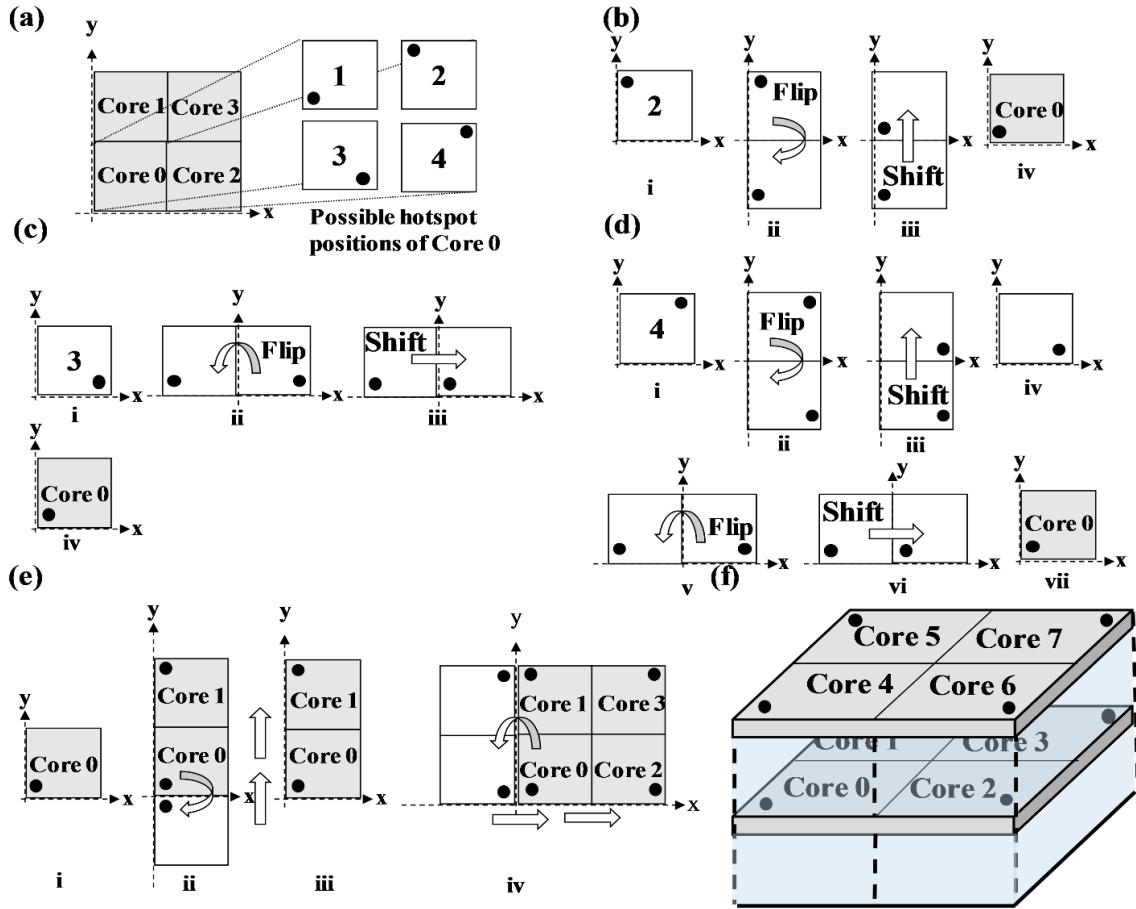 (a)
y
Core 1 Core 3
Core 0 Core 2
x
1
2
3
4
Possible hotspot
positions of Core 0
(b)
y
2
x
i
y
Flip
x
ii
y
Shift
x
iii
y
Core 0
x
iv
(c)
y
3
x
i
y
Flip
x
ii
y
Shift
x
iii
y
Core 0
x
iv
(d)
y
4
x
i
y
Flip
x
ii
y
Shift
x
iii
y
x
iv
y
Flip
x
v
y
Shift
x
vi
y
Core 0
x
vii
(e)
y
Core 0
x
i
y
Core 1
Core 0
x
ii
y
Core 1
Core 0
x
iii
y
Core 1 Core 3
Core 0 Core 2
x
iv
(f)
Core 5 Core 7
Core 4 Core 6
Core 1 Core 3
Core 0 Core 2